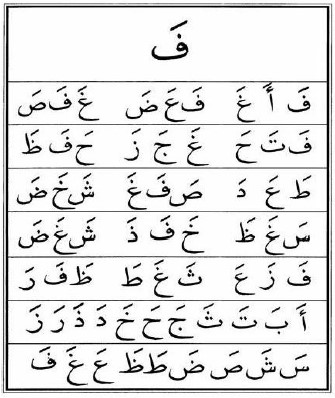 فَ
فَ أَ غَ فَ عَ ضَ غَ فَ صَ
فَ تَ حَ غَ جَ زَ حَ فَ ظَ
طَ عَ دَ صَ فَ غَ شَ خَ ضَ
سَ غَ ظَ خَ فَ ذَ شَ غَ ضَ
فَ زَ عَ ثَ غَ طَ ظَ فَ رَ
أَ بَ تَ ثَ جَ حَ خَ دَ ذَ رَ زَ
سَ شَ صَ ضَ طَ ظَ عَ غَ فَ